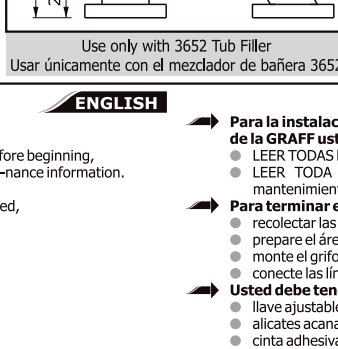 Use only with 3652 Tub Filler
Usar únicamente con el mezclador de bañera 3652
ENGLISH
fore beginning,
-nance information.
ed,
Para la instalac
de la GRAFF ust
LEER TODAS
LEER TODA
mantenimien
Para terminar e
recolectar las
prepare el áre
monte el grifo
conecte las lín
Usted debe ten
llave ajustable
alicates acana
cinta adhesiva